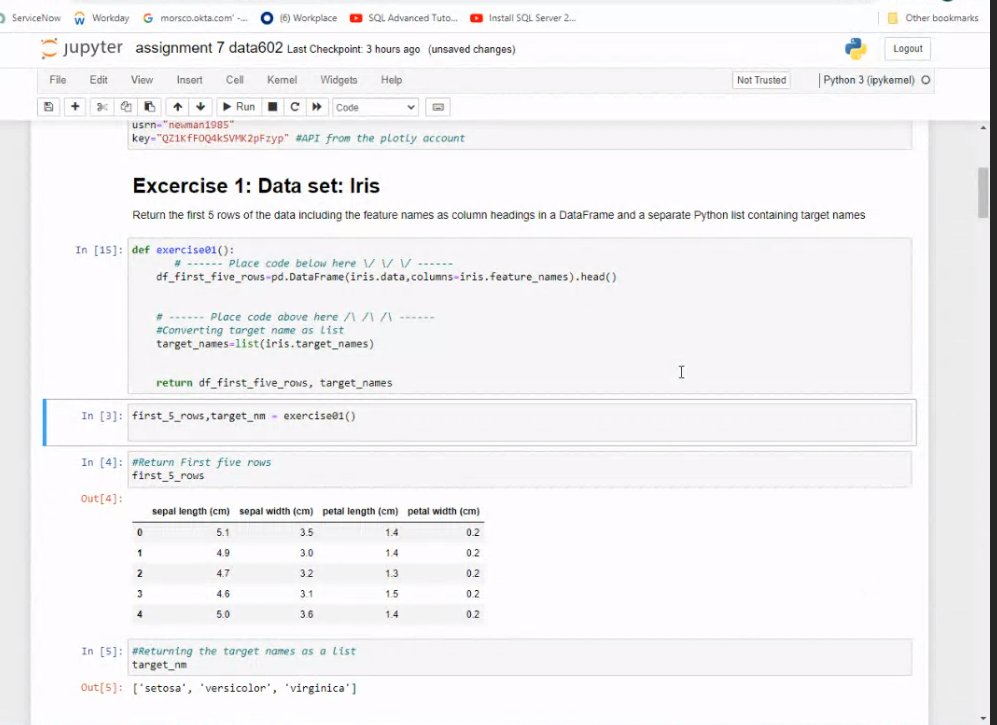 ServiceNow Workday morsco.okta.com' -... (6) Workplace SQL Advanced Tuto... Install SQL Server 2... Other bookmarks
jupyter assignment 7 data602 Last Checkpoint: 3 hours ago (unsaved changes) Logout
File Edit View Insert Cell Kernel Widgets Help Not Trusted Python 3 (ipykernel)
Run Code
usrn="newman1985"
key="QZ1KfFOQ4kSVMK2pFzyp" #API from the plotly account
Excercise 1: Data set: Iris
Return the first 5 rows of the data including the feature names as column headings in a DataFrame and a separate Python list containing target names
In [15]: def exercise01():
# ------ Place code below here \/ \/ \/ ------
df_first_five_rows=pd.DataFrame(iris.data,columns=iris.feature_names).head()
# ------ Place code above here /\ /\ /\ ------
#Converting target name as list
target_names=list(iris.target_names)
return df_first_five_rows, target_names
In [3]: first_5_rows,target_nm = exercise01()
In [4]: #Return First five rows
first_5_rows
Out[4]:
sepal length (cm) sepal width (cm) petal length (cm) petal width (cm)
0 5.1 3.5 1.4 0.2
1 4.9 3.0 1.4 0.2
2 4.7 3.2 1.3 0.2
3 4.6 3.1 1.5 0.2
4 5.0 3.6 1.4 0.2
In [5]: #Returning the target names as a list
target_nm
Out[5]: ['setosa', 'versicolor', 'virginica']